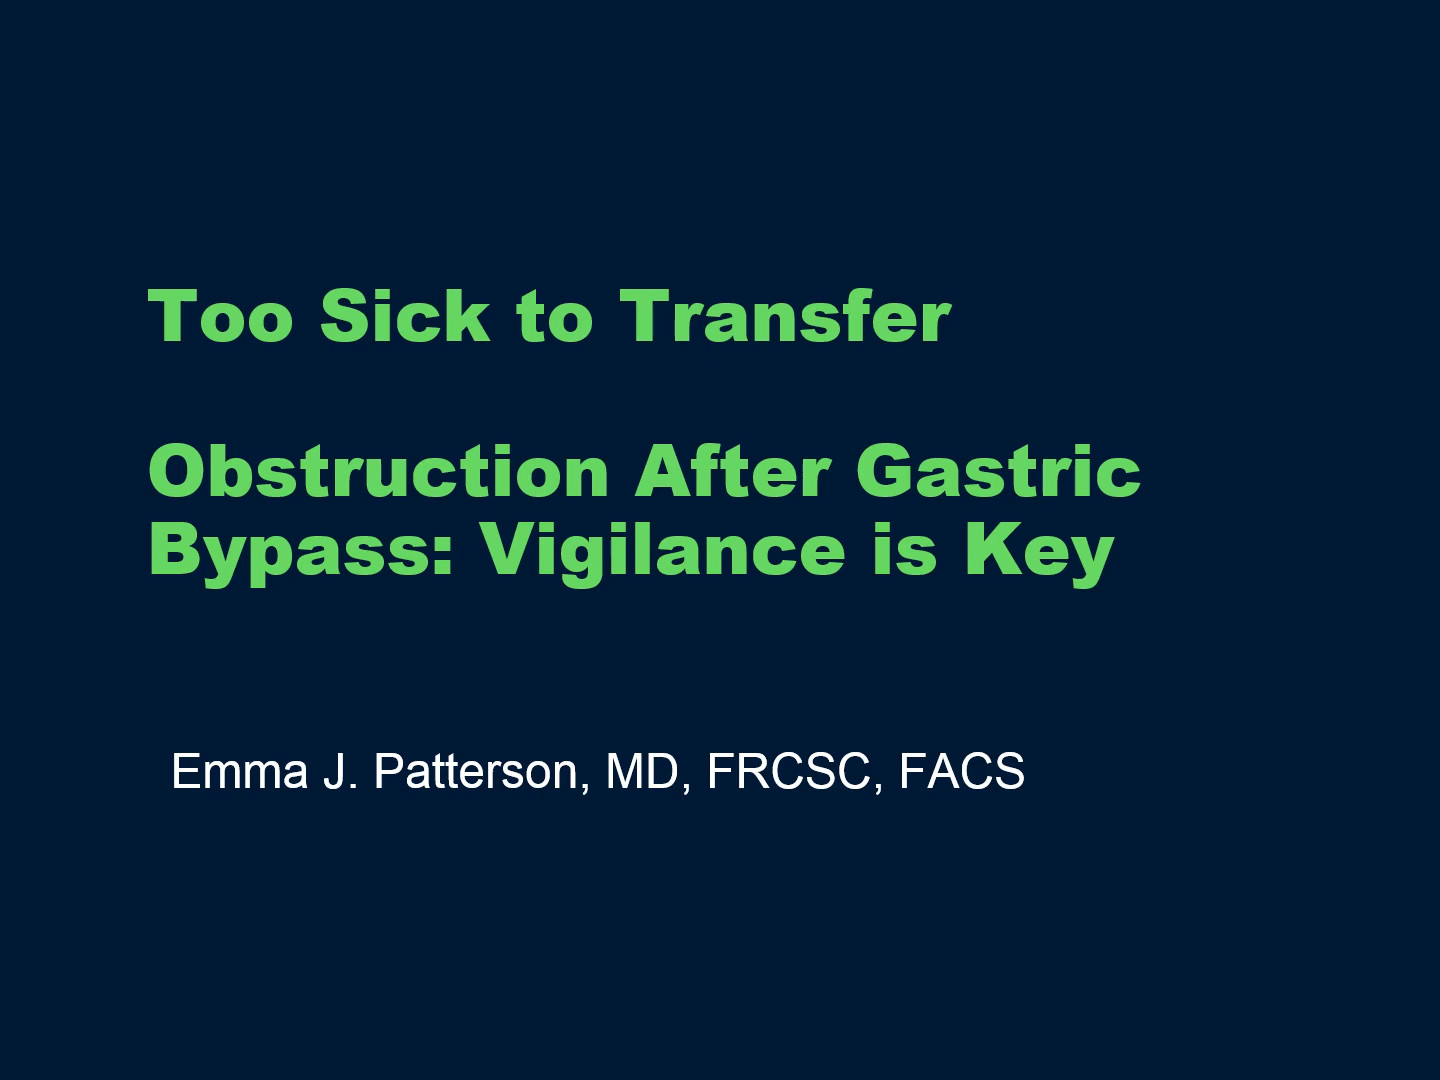 Too Sick to Transfer
Obstruction After Gastric
Bypass: Vigilance is Key
Emma J. Patterson, MD, FRCSC, FACS